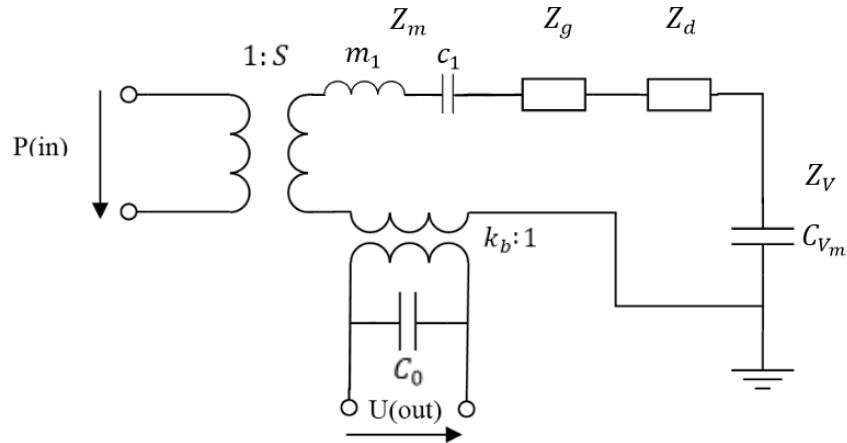 Z_m Z_g Z_d
1:S m_1 c_1
P(in)
Z_V
k_b:1 C_{V_m}
C_0
U(out)